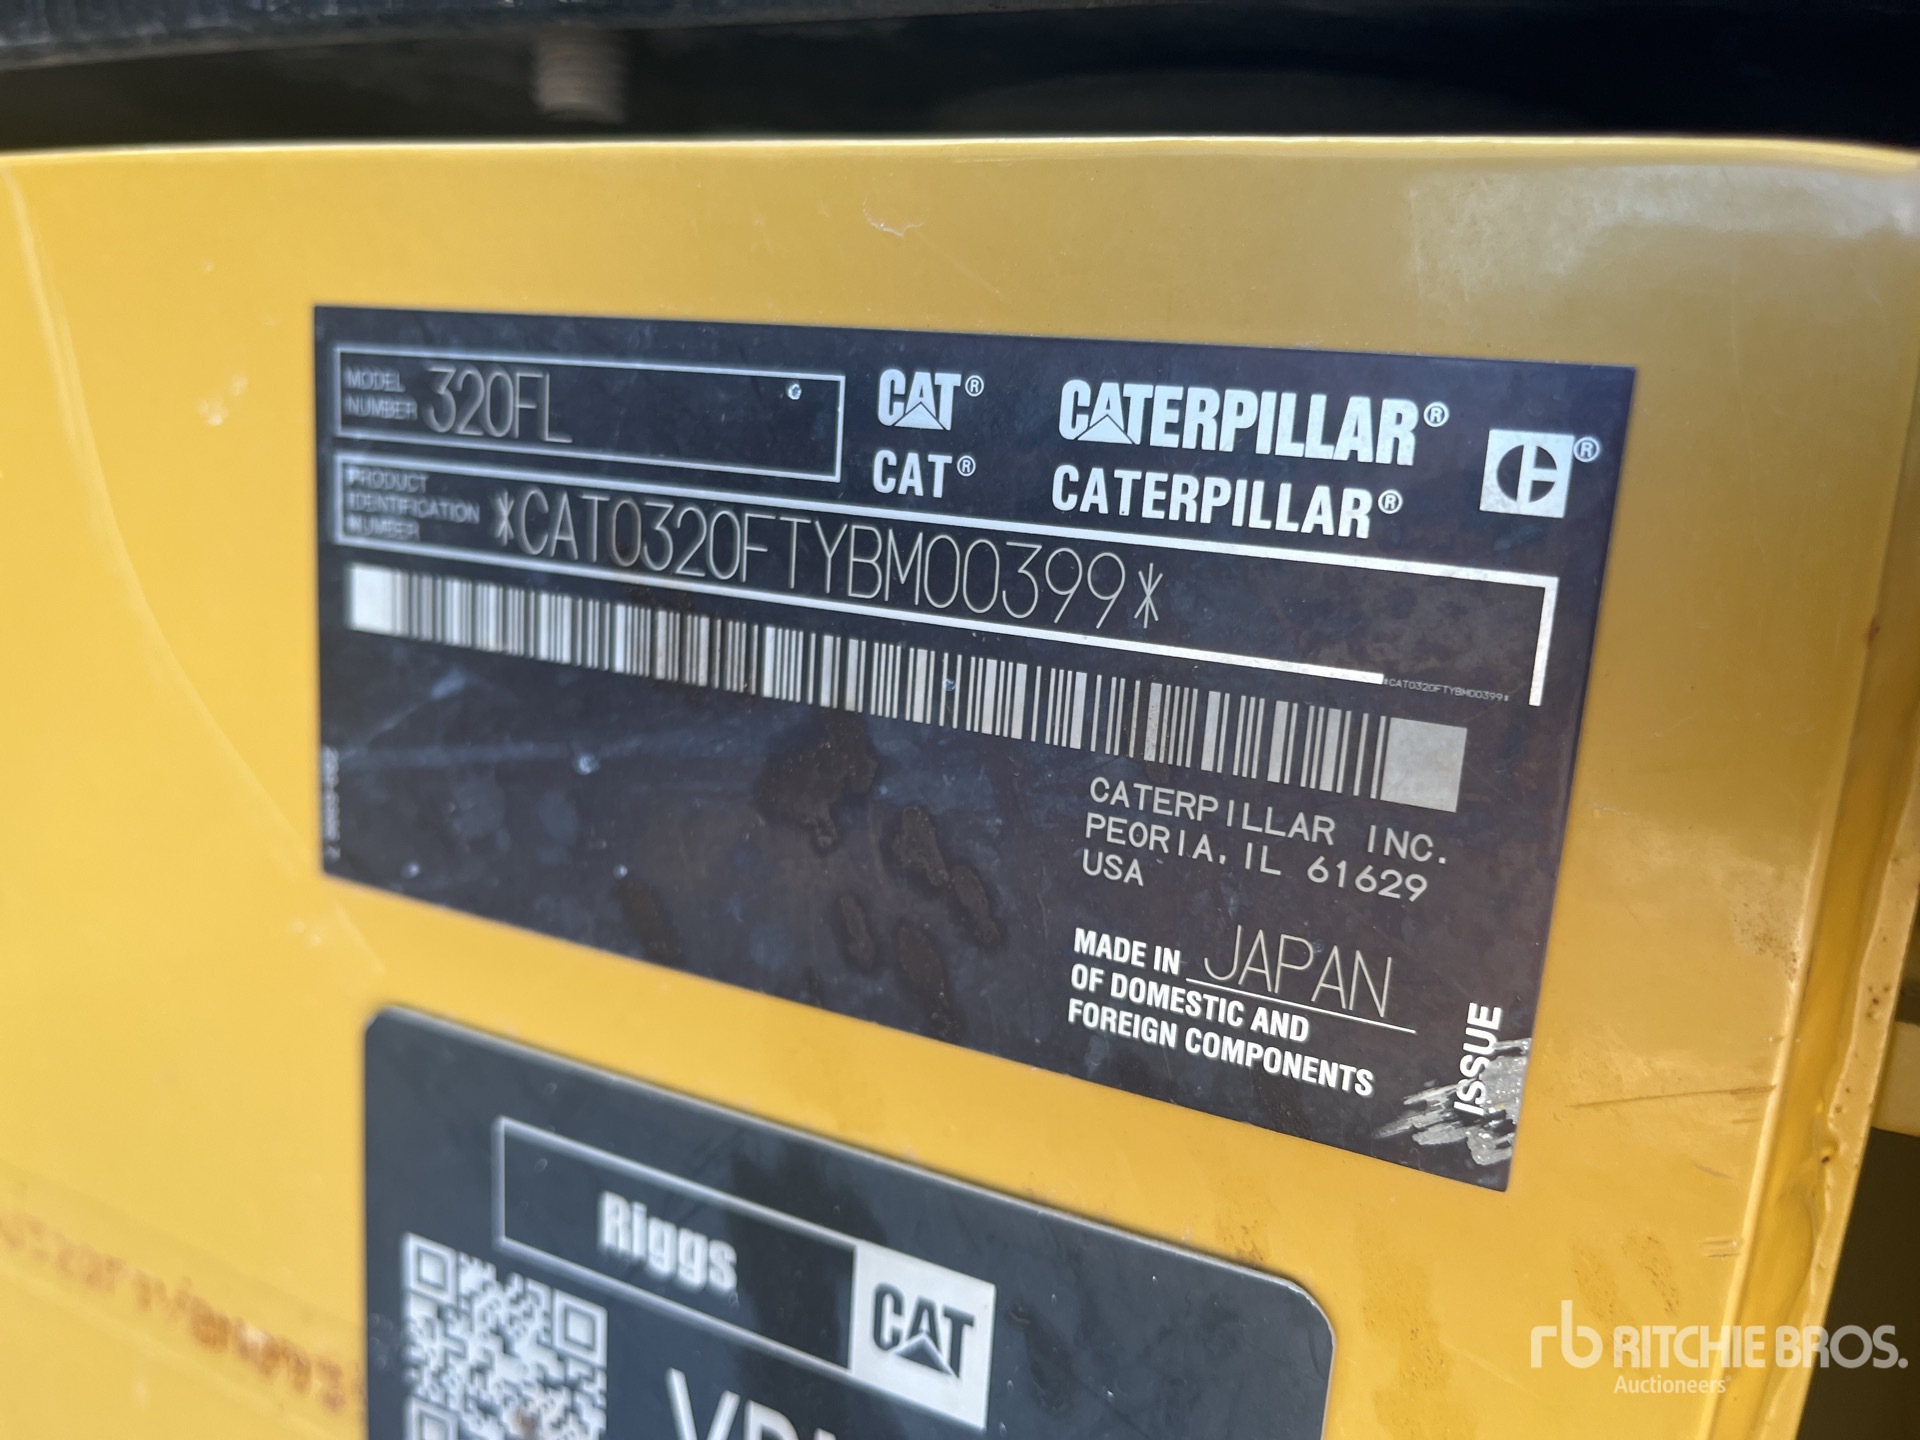 MODEL NUMBER 320FL
CAT® CATERPILLAR®
CAT® CATERPILLAR®
PRODUCT IDENTIFICATION NUMBER *CAT0320FTYBM00399*
*CAT0320FTYBM00399*
CATERPILLAR INC.
PEORIA, IL 61629
USA
MADE IN JAPAN
OF DOMESTIC AND
FOREIGN COMPONENTS
ISSUE
Riggs CAT
rb RITCHIE BROS.
Auctioneers